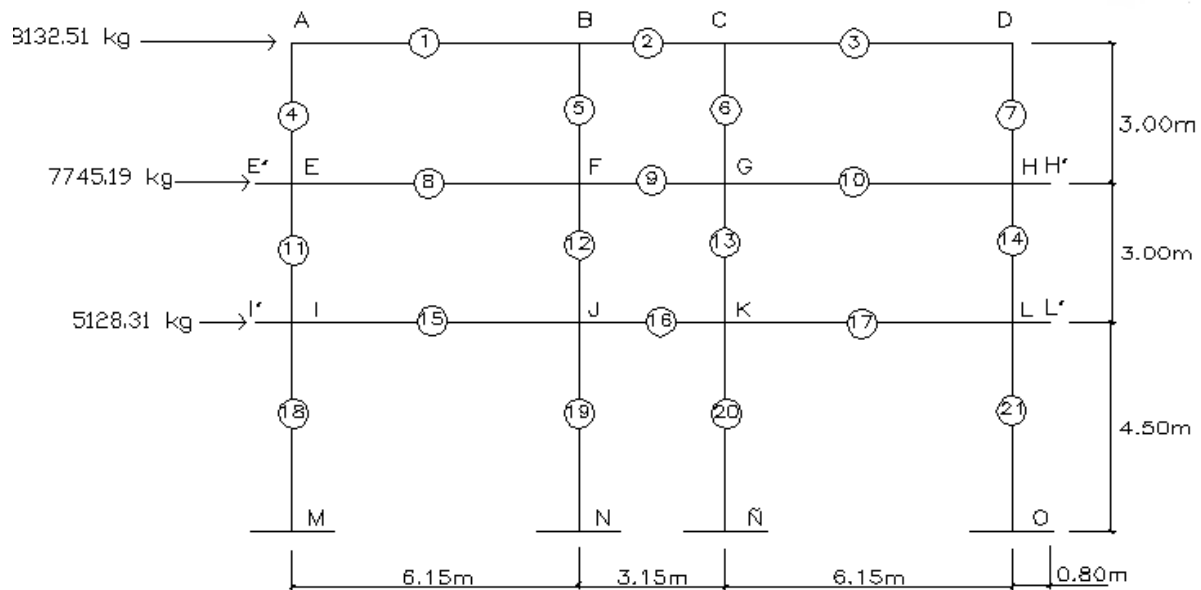 A B C D
8132.51 kg 1 2 3
4 5 6 7 3.00m
E' E F G H H'
7745.19 kg 8 9 10
11 12 13 14 3.00m
I' I J K L L'
5128.31 kg 15 16 17
18 19 20 21 4.50m
M N Ñ O
6.15m 3.15m 6.15m 0.80m